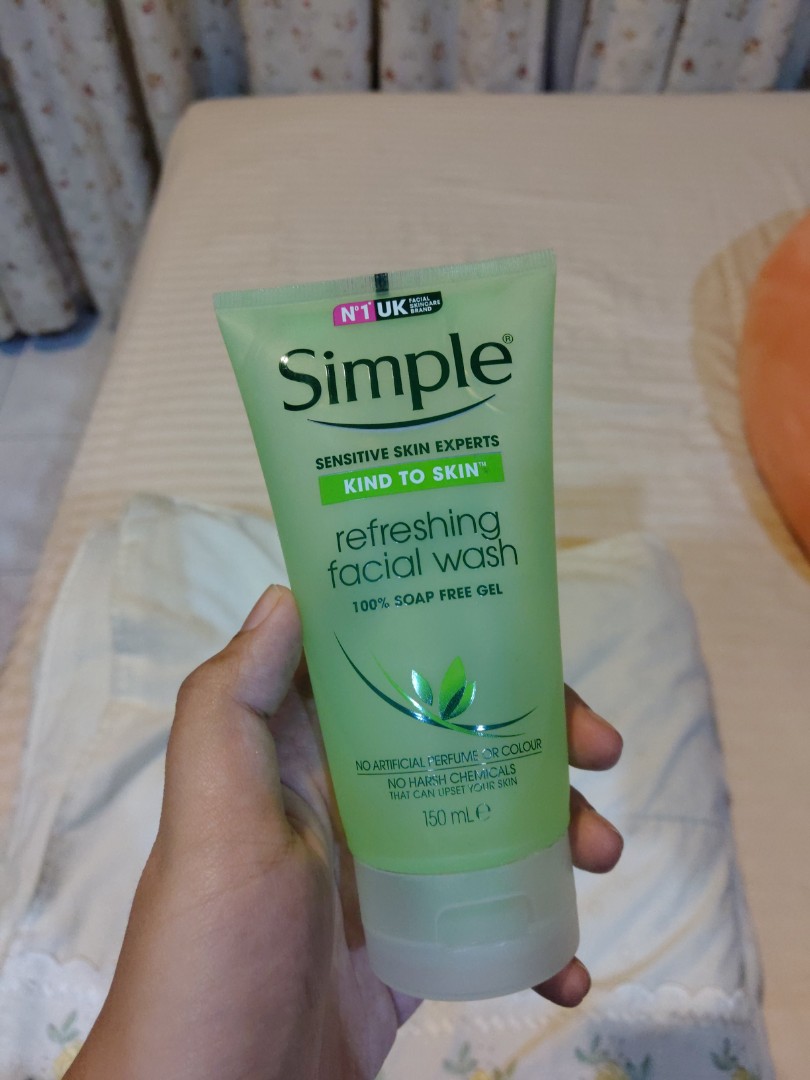 Nº1* UK FACIAL
SKINCARE
BRAND
Simple®
SENSITIVE SKIN EXPERTS
KIND TO SKIN™
refreshing
facial wash
100% SOAP FREE GEL
NO ARTIFICIAL PERFUME OR COLOUR
NO HARSH CHEMICALS
THAT CAN UPSET YOUR SKIN
150 mL ℮